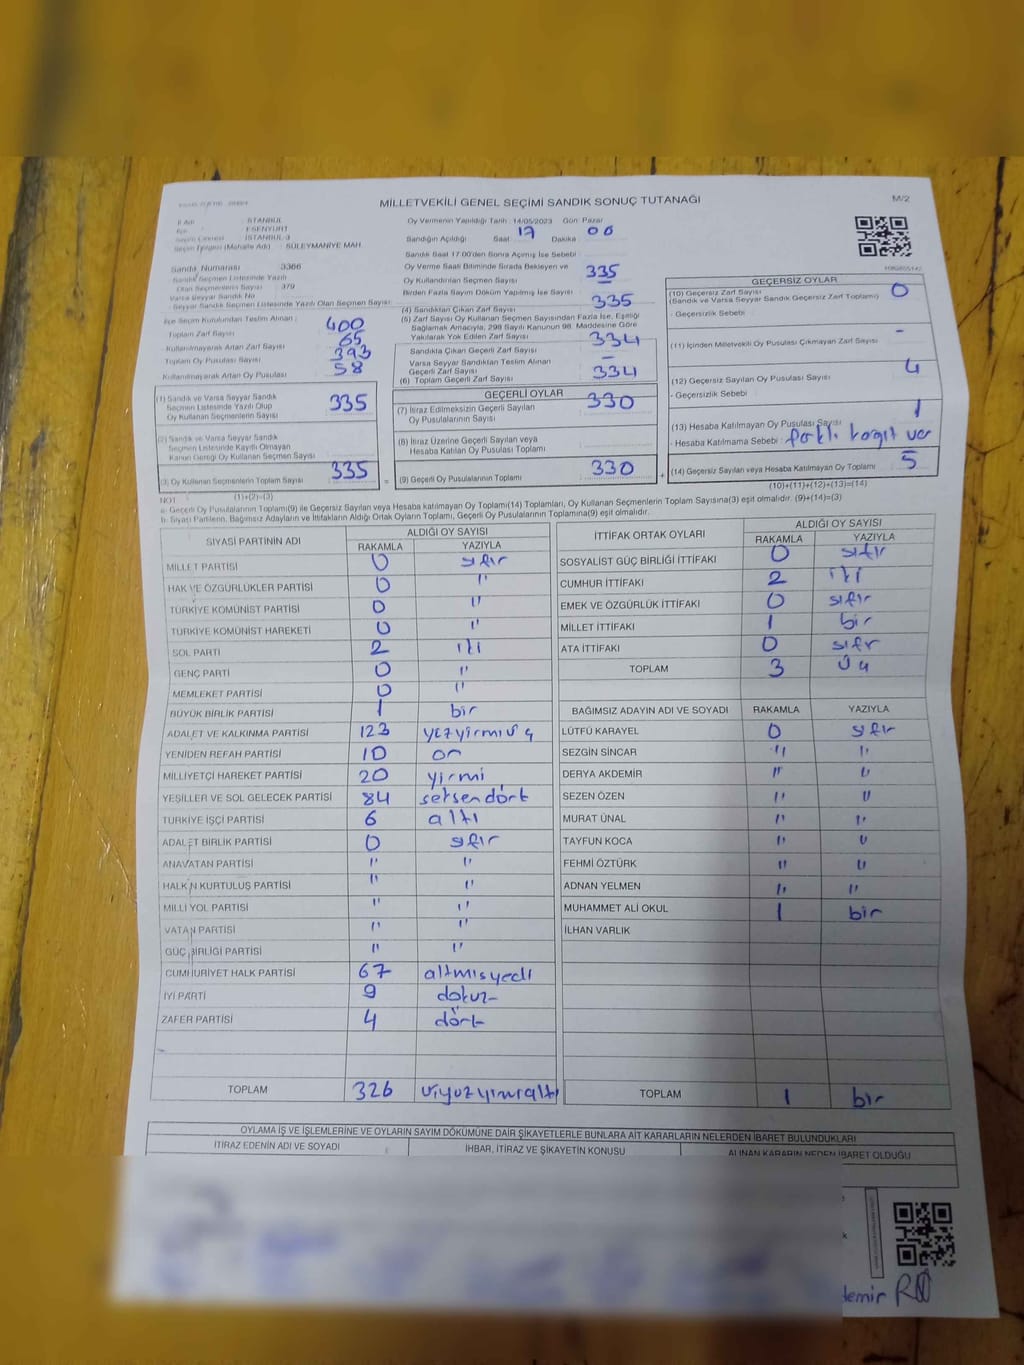 MİLLETVEKİLİ GENEL SEÇİMİ SANDIK SONUÇ TUTANAĞI
M/2
İl Adı : İSTANBUL
İlçe : ESENYURT
Seçim Çevresi : İSTANBUL-3
Seçim Bölgesi (Mahalle Adı) : SÜLEYMANİYE MAH.
Oy Vermenin Yapıldığı Tarih 14/05/2023 Gün Pazar
Sandığın Açıldığı Saat 17 Dakika 00
Sandık Saat 17.00'den Sonra Açılmış İse Sebebi
Sandık Numarası : 3366
Sandık Seçmen Listesinde Yazılı
Olan Seçmenlerin Sayısı : 379
Varsa Seyyar Sandık No
Seyyar Sandık Seçmen Listesinde Yazılı Olan Seçmen Sayısı
İlçe Seçim Kurulundan Teslim Alınan
Toplam Zarf Sayısı 400
Kullanılmayarak Artan Zarf Sayısı 65
Toplam Oy Pusulası Sayısı 393
Kullanılmayarak Artan Oy Pusulası 58
Oy Verme Saati Bitiminde Sırada Bekleyen ve
Oy Kullandırılan Seçmen Sayısı 335
Birden Fazla Sayım Döküm Yapılmış İse Sayısı
(4) Sandıktan Çıkan Zarf Sayısı 335
(5) Zarf Sayısı Oy Kullanan Seçmen Sayısından Fazla İse, Eşitliği
Sağlamak Amacıyla, 298 Sayılı Kanunun 98. Maddesine Göre
Yakılarak Yok Edilen Zarf Sayısı
Sandıkta Çıkan Geçerli Zarf Sayısı 334
Varsa Seyyar Sandıktan Teslim Alınan
Geçerli Zarf Sayısı –
(6) Toplam Geçerli Zarf Sayısı 334
GEÇERSİZ OYLAR
(10) Geçersiz Zarf Sayısı 0
(Sandık ve Varsa Seyyar Sandık Geçersiz Zarf Toplamı)
- Geçersizlik Sebebi
(11) İçinden Milletvekili Oy Pusulası Çıkmayan Zarf Sayısı -
(12) Geçersiz Sayılan Oy Pusulası Sayısı 4
- Geçersizlik Sebebi
(13) Hesaba Katılmayan Oy Pusulası Sayısı 1
- Hesaba Katılmama Sebebi :
(14) Geçersiz Sayılan veya Hesaba Katılmayan Oy Toplamı 5
(10)+(11)+(12)+(13)=(14)
(1) Sandık ve Varsa Seyyar Sandık
Seçmen Listesinde Yazılı Olup
Oy Kullanan Seçmenlerin Sayısı 335
(2) Sandık ve Varsa Seyyar Sandık
Seçmen Listesinde Kayıtlı Olmayan
Kanun Gereği Oy Kullanan Seçmen Sayısı
(3) Oy Kullanan Seçmenlerin Toplam Sayısı 335
(1)+(2)=(3)
GEÇERLİ OYLAR
(7) İtiraz Edilmeksizin Geçerli Sayılan
Oy Pusulasının Sayısı 330
(8) İtiraz Üzerine Geçerli Sayılan veya
Hesaba Katılan Oy Pusulası Toplamı
(9) Geçerli Oy Pusulalarının Toplamı 330
NOT
a- Geçerli Oy Pusulalarının Toplamı(9) ile Geçersiz Sayılan veya Hesaba katılmayan Oy Toplamı(14) Toplamları, Oy Kullanan Seçmenlerin Toplam Sayısına(3) eşit olmalıdır. (9)+(14)=(3)
b- Siyasi Partilerin, Bağımsız Adayların ve İttifakların Aldığı Ortak Oyların Toplamı, Geçerli Oy Pusulalarının Toplamına(9) eşit olmalıdır.
SİYASİ PARTİNİN ADI ALDIĞI OY SAYISI
RAKAMLA YAZIYLA
MİLLET PARTİSİ 0 sıfır
HAK VE ÖZGÜRLÜKLER PARTİSİ 0 "
TÜRKİYE KOMÜNİST PARTİSİ 0 "
TÜRKİYE KOMÜNİST HAREKETİ 0 "
SOL PARTİ 2 iki
GENÇ PARTİ 0 "
MEMLEKET PARTİSİ 0 "
BÜYÜK BİRLİK PARTİSİ 1 bir
ADALET VE KALKINMA PARTİSİ 123 yüzyirmiüç
YENİDEN REFAH PARTİSİ 10 on
MİLLİYETÇİ HAREKET PARTİSİ 20 yirmi
YEŞİLLER VE SOL GELECEK PARTİSİ 84 seksendört
TÜRKİYE İŞÇİ PARTİSİ 6 altı
ADALET BİRLİK PARTİSİ 0 sıfır
ANAVATAN PARTİSİ " "
HALKIN KURTULUŞ PARTİSİ " "
MİLLİ YOL PARTİSİ " "
VATAN PARTİSİ " "
GÜÇ BİRLİĞİ PARTİSİ " "
CUMHURİYET HALK PARTİSİ 67 altmışyedi
İYİ PARTİ 9 dokuz
ZAFER PARTİSİ 4 dört
TOPLAM 326 üçyüzyirmialtı
İTTİFAK ORTAK OYLARI ALDIĞI OY SAYISI
RAKAMLA YAZIYLA
SOSYALİST GÜÇ BİRLİĞİ İTTİFAKI 0 sıfır
CUMHUR İTTİFAKI 2 iki
EMEK VE ÖZGÜRLÜK İTTİFAKI 0 sıfır
MİLLET İTTİFAKI 1 bir
ATA İTTİFAKI 0 sıfır
TOPLAM 3 üç
BAĞIMSIZ ADAYIN ADI VE SOYADI RAKAMLA YAZIYLA
LÜTFÜ KARAYEL 0 sıfır
SEZGİN SİNCAR " "
DERYA AKDEMİR " "
SEZEN ÖZEN " "
MURAT ÜNAL " "
TAYFUN KOCA " "
FEHMİ ÖZTÜRK " "
ADNAN YELMEN " "
MUHAMMET ALİ OKUL 1 bir
İLHAN VARLIK
TOPLAM 1 bir
OYLAMA İŞ VE İŞLEMLERİNE VE OYLARIN SAYIM DÖKÜMÜNE DAİR ŞİKAYETLERLE BUNLARA AİT KARARLARIN NELERDEN İBARET BULUNDUKLARI
İTİRAZ EDENİN ADI VE SOYADI İHBAR, İTİRAZ VE ŞİKAYETİN KONUSU ALINAN KARARIN NEDEN İBARET OLDUĞU